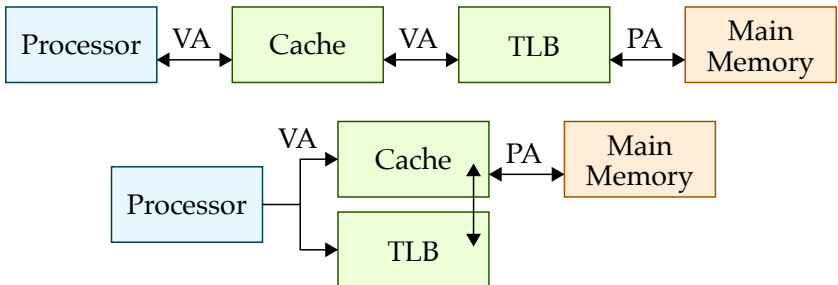 Processor
VA
Cache
VA
TLB
PA
Main
Memory
VA
Cache
PA
Main
Memory
Processor
TLB